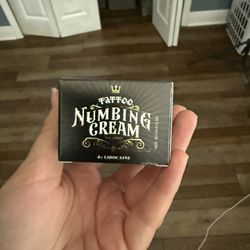 TATTOO
NUMBING
CREAM
4% LIDOCAINE